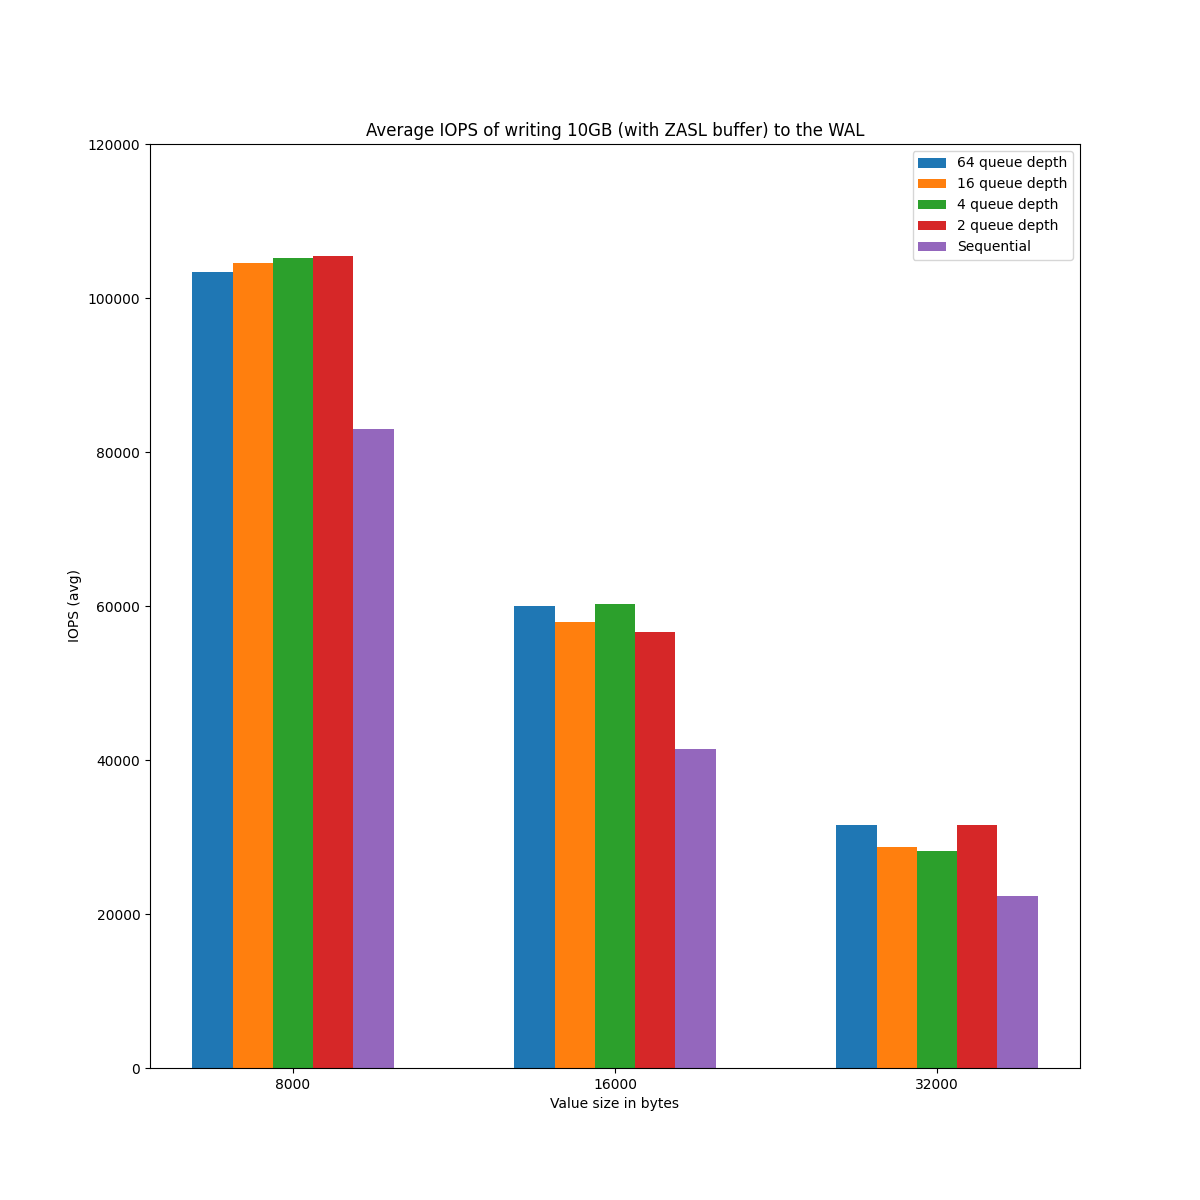 Average IOPS of writing 10GB (with ZASL buffer) to the WAL
120000
100000
80000
60000
40000
20000
0
IOPS (avg)
64 queue depth
16 queue depth
4 queue depth
2 queue depth
Sequential
8000
16000
32000
Value size in bytes